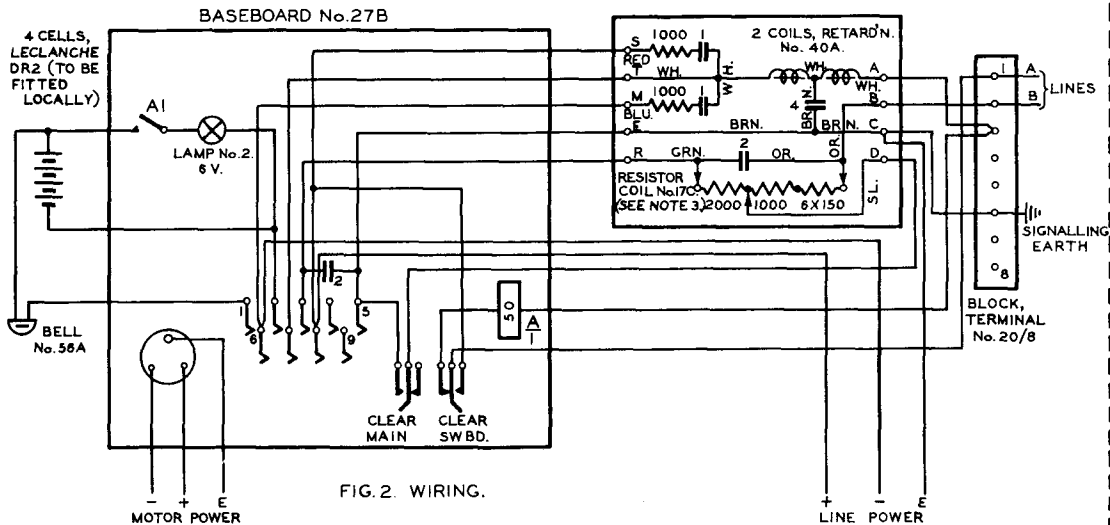 BASEBOARD No.27B
4 CELLS,
LECLANCHE
DR2 (TO BE
FITTED
LOCALLY)
A1
LAMP No.2.
6 V.
BELL
No.56A
1
6
2
5
9
50
A
1
CLEAR
MAIN
CLEAR
SWBD.
- + E
MOTOR POWER
FIG.2. WIRING.
2 COILS, RETARD'N.
No. 40A.
S
RED
1000
1
T
WH.
WH.
WH.
A
WH.
M
BLU.
1000
1
4
BRN.
B
E
BRN.
BRN.
C
R
GRN.
2
OR.
OR.
D
SL.
RESISTOR
COIL No.17C.
(SEE NOTE 3.)
2000
1000
6X150
1
A
B
LINES
SIGNALLING
EARTH
8
BLOCK,
TERMINAL
No.20/8
+ - E
LINE POWER